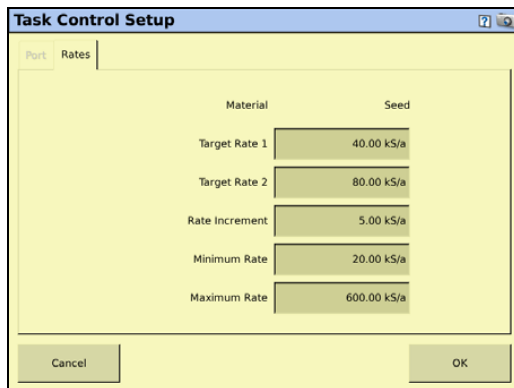 Task Control Setup
Port Rates
Material Seed
Target Rate 1 40.00 kS/a
Target Rate 2 80.00 kS/a
Rate Increment 5.00 kS/a
Minimum Rate 20.00 kS/a
Maximum Rate 600.00 kS/a
Cancel OK